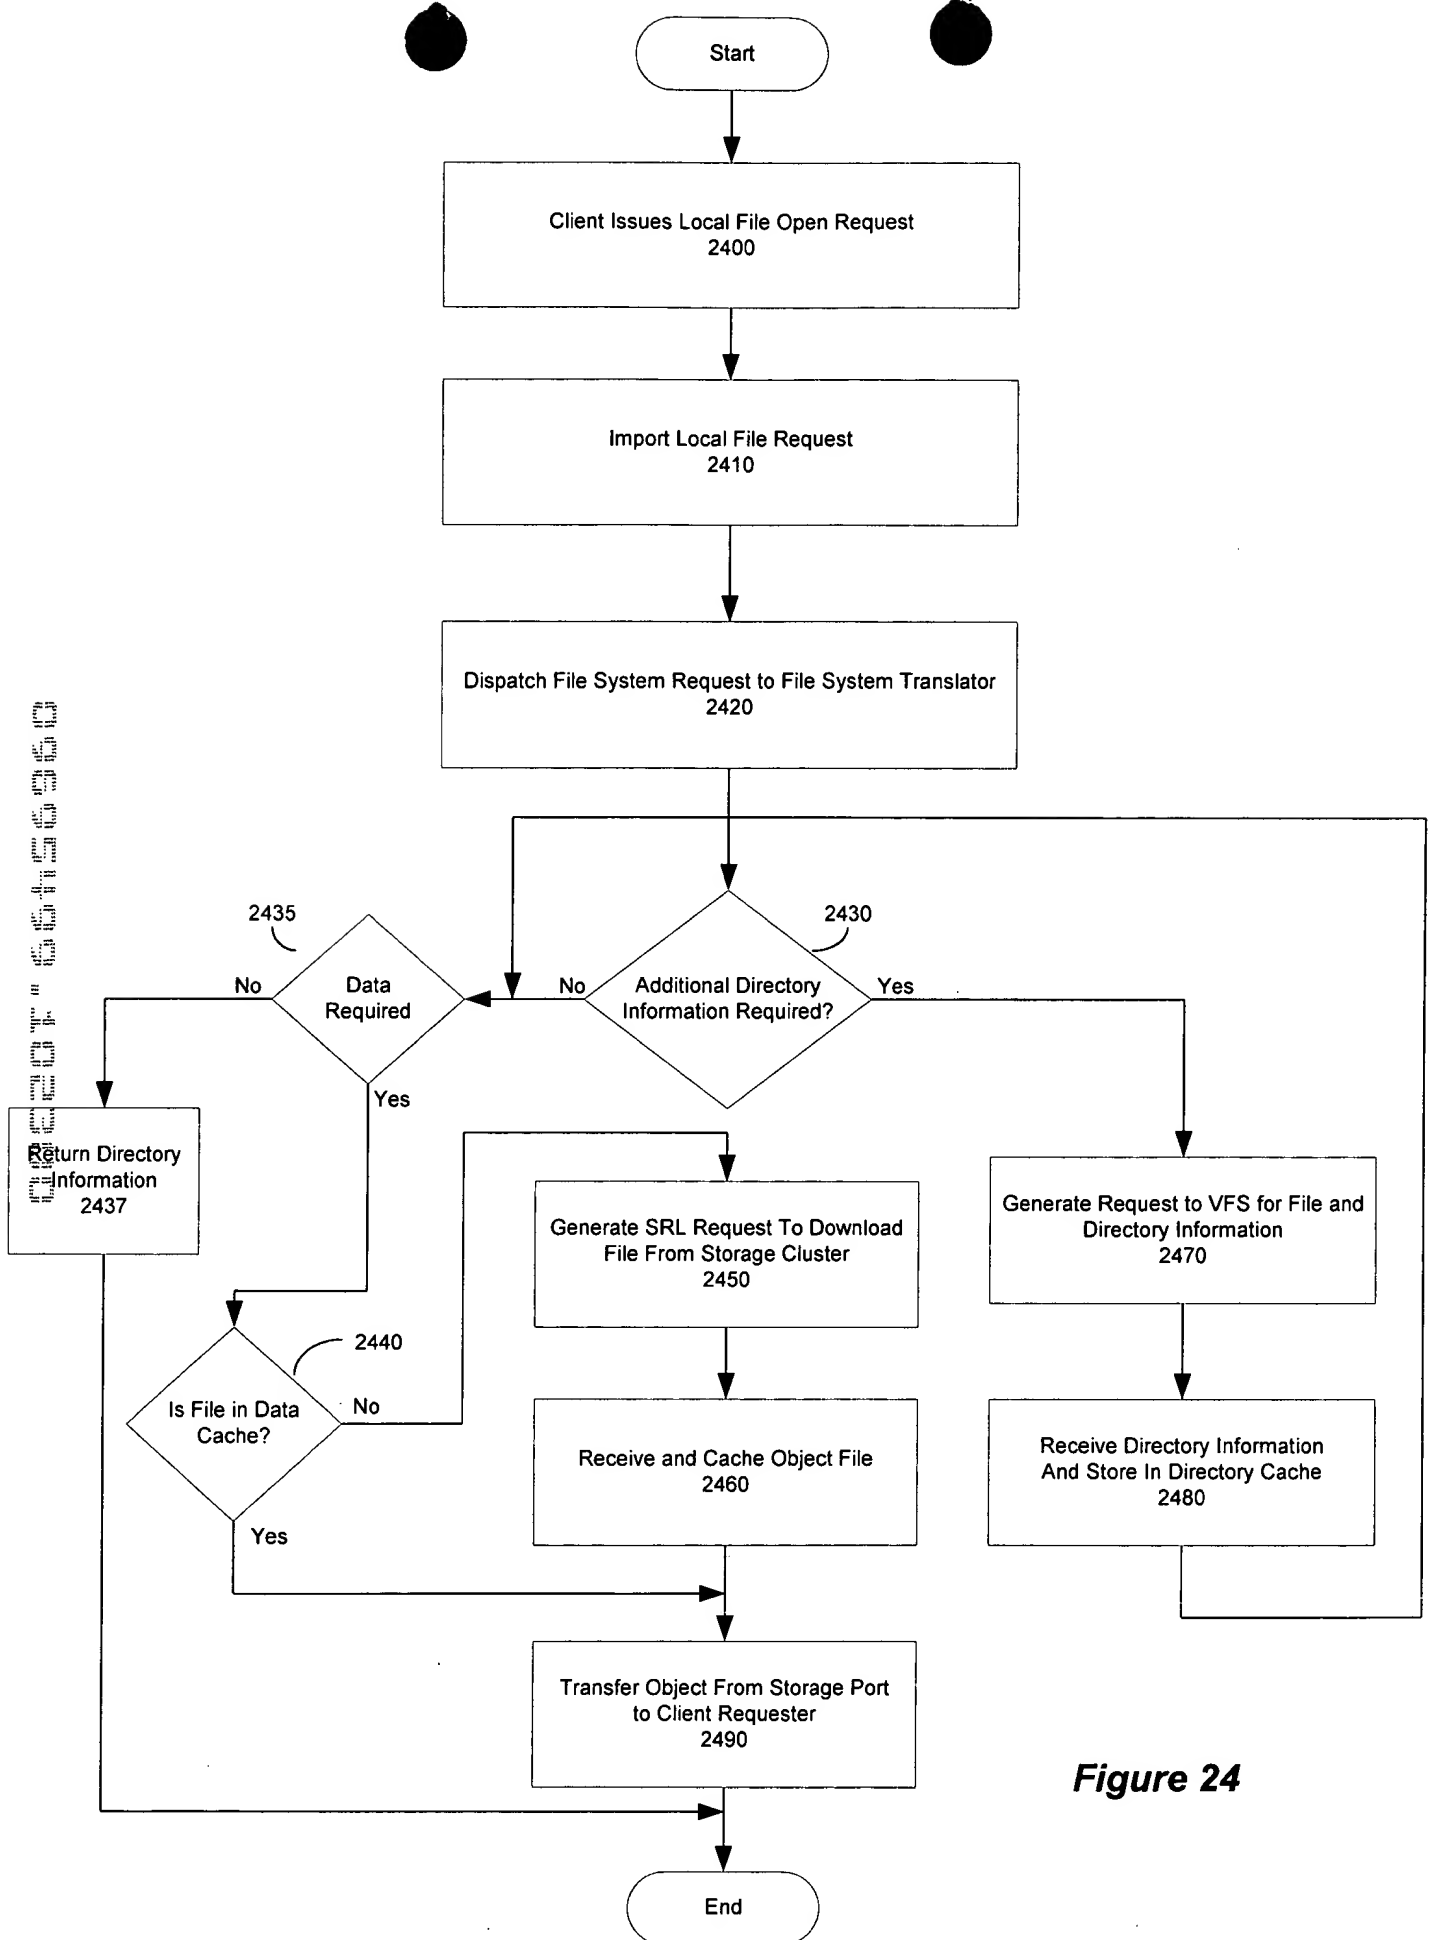 Start
Client Issues Local File Open Request
2400
Import Local File Request
2410
Dispatch File System Request to File System Translator
2420
2435
2430
No
Data
Required
No
Additional Directory
Information Required?
Yes
Yes
Return Directory
Information
2437
Generate SRL Request To Download
File From Storage Cluster
2450
Generate Request to VFS for File and
Directory Information
2470
2440
Is File in Data
Cache?
No
Receive and Cache Object File
2460
Receive Directory Information
And Store In Directory Cache
2480
Yes
Transfer Object From Storage Port
to Client Requester
2490
Figure 24
End